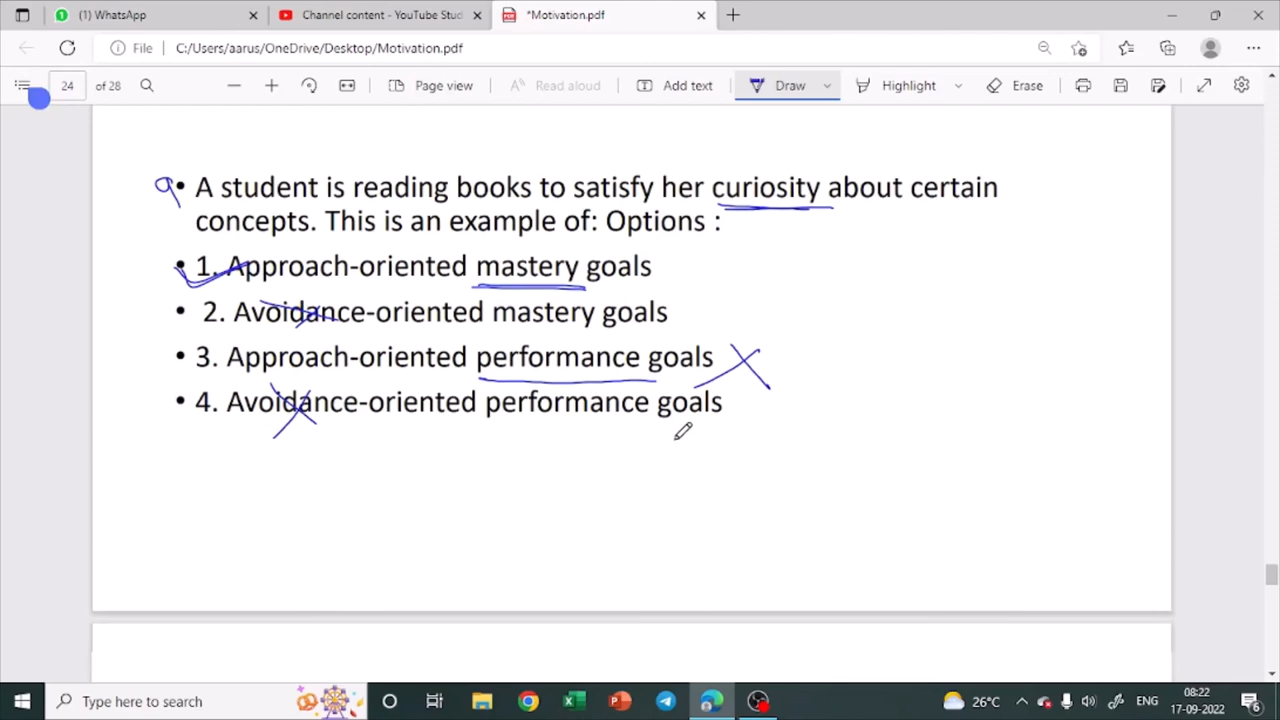 (1) WhatsApp
Channel content - YouTube Stud
*Motivation.pdf
File
C:/Users/aarus/OneDrive/Desktop/Motivation.pdf
24
of 28
Page view
Read aloud
Add text
Draw
Highlight
Erase
9
• A student is reading books to satisfy her curiosity about certain
concepts. This is an example of: Options :
• 1. Approach-oriented mastery goals
• 2. Avoidance-oriented mastery goals
• 3. Approach-oriented performance goals
• 4. Avoidance-oriented performance goals
Type here to search
26°C
ENG
08:22
17-09-2022
6